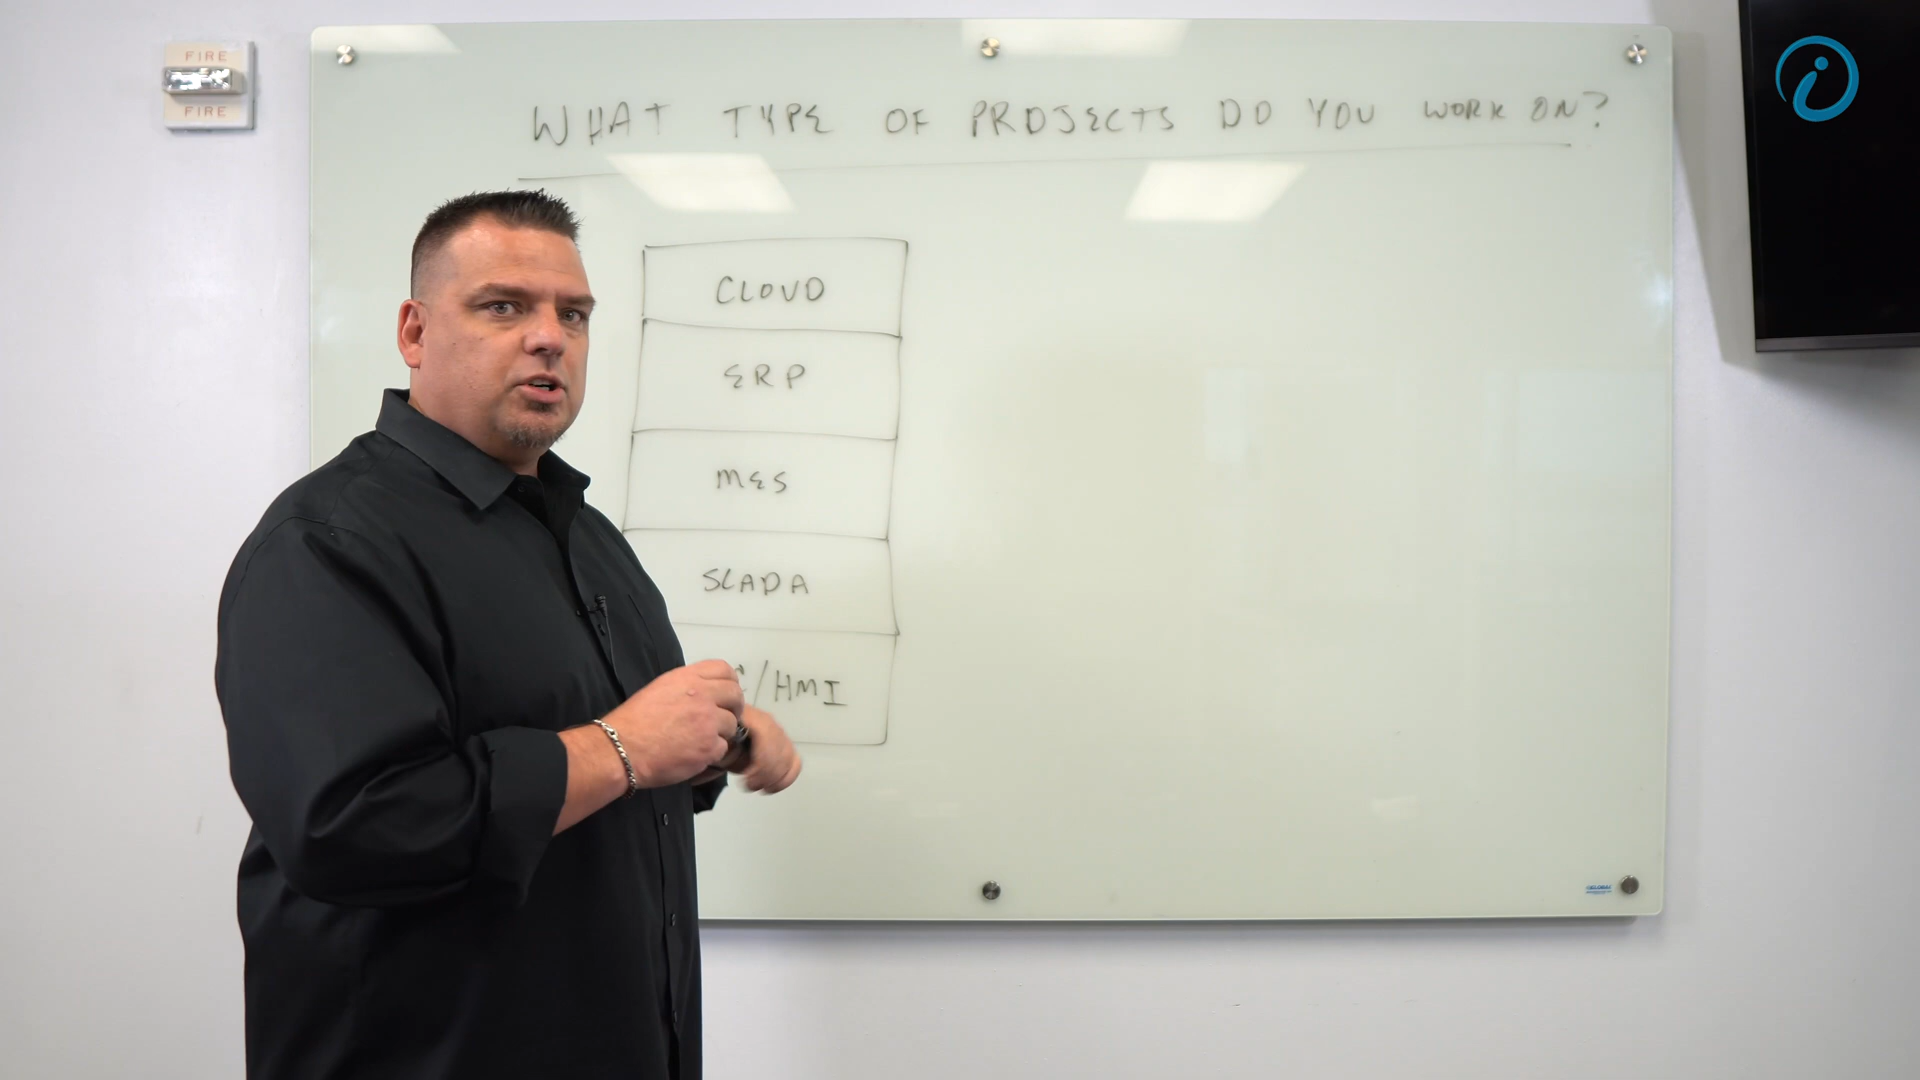 FIRE
FIRE
WHAT TYPE OF PROJECTS DO YOU WORK ON?
CLOUD
ERP
MES
SCADA
C/HMI